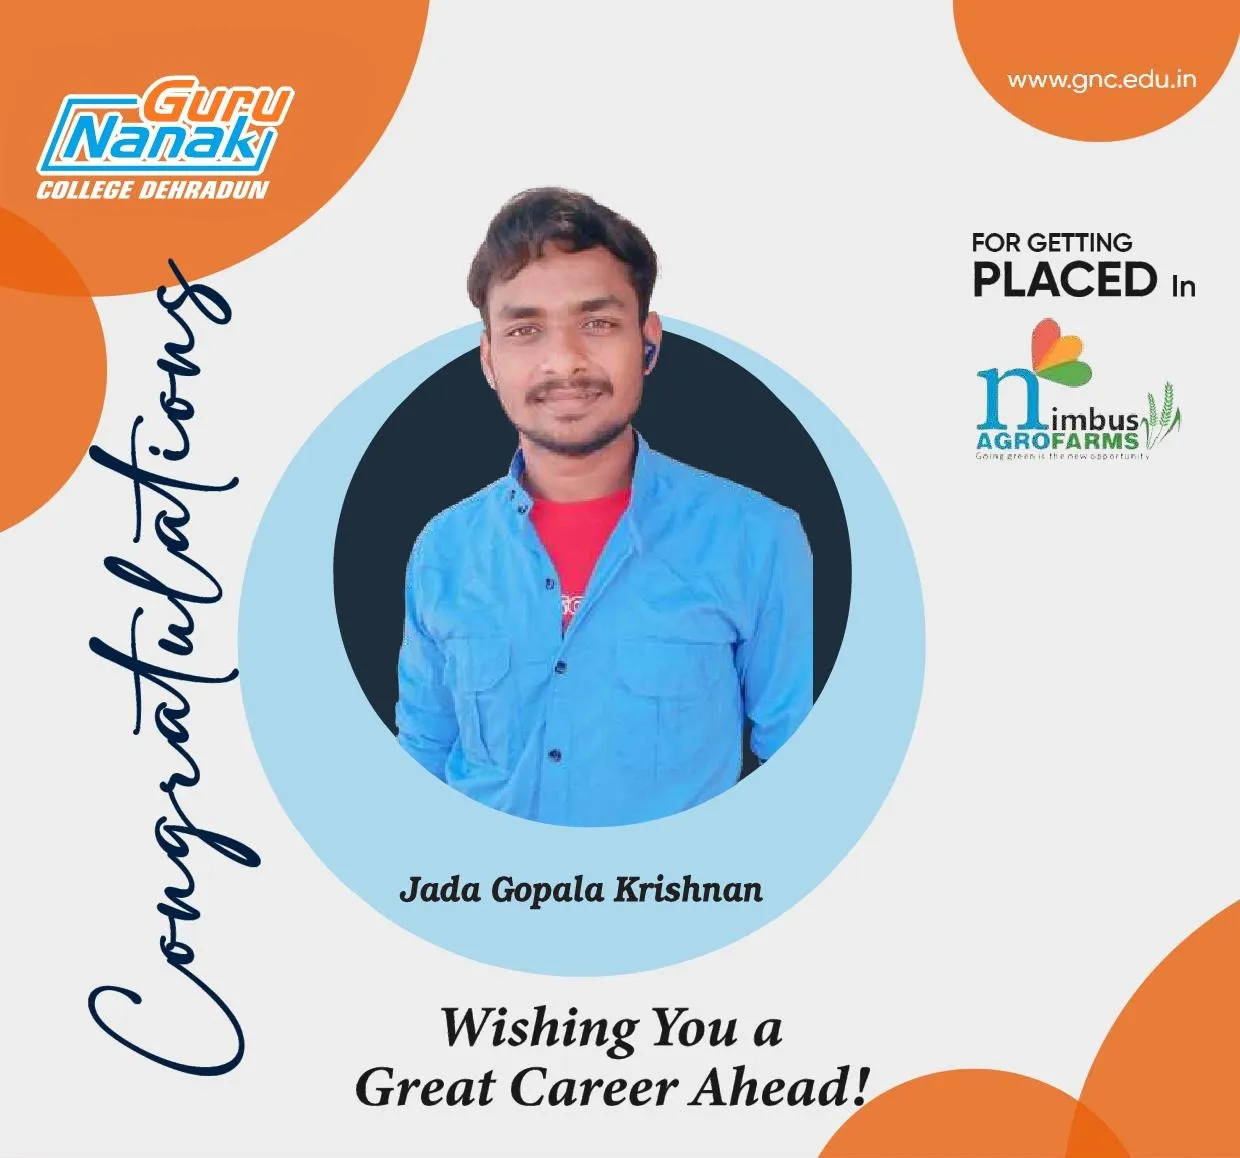 Guru
Nanak
COLLEGE DEHRADUN
www.gnc.edu.in
Congratulations
FOR GETTING
PLACED In
nimbus
AGROFARMS
Going green is the new opportunity
Jada Gopala Krishnan
Wishing You a
Great Career Ahead!